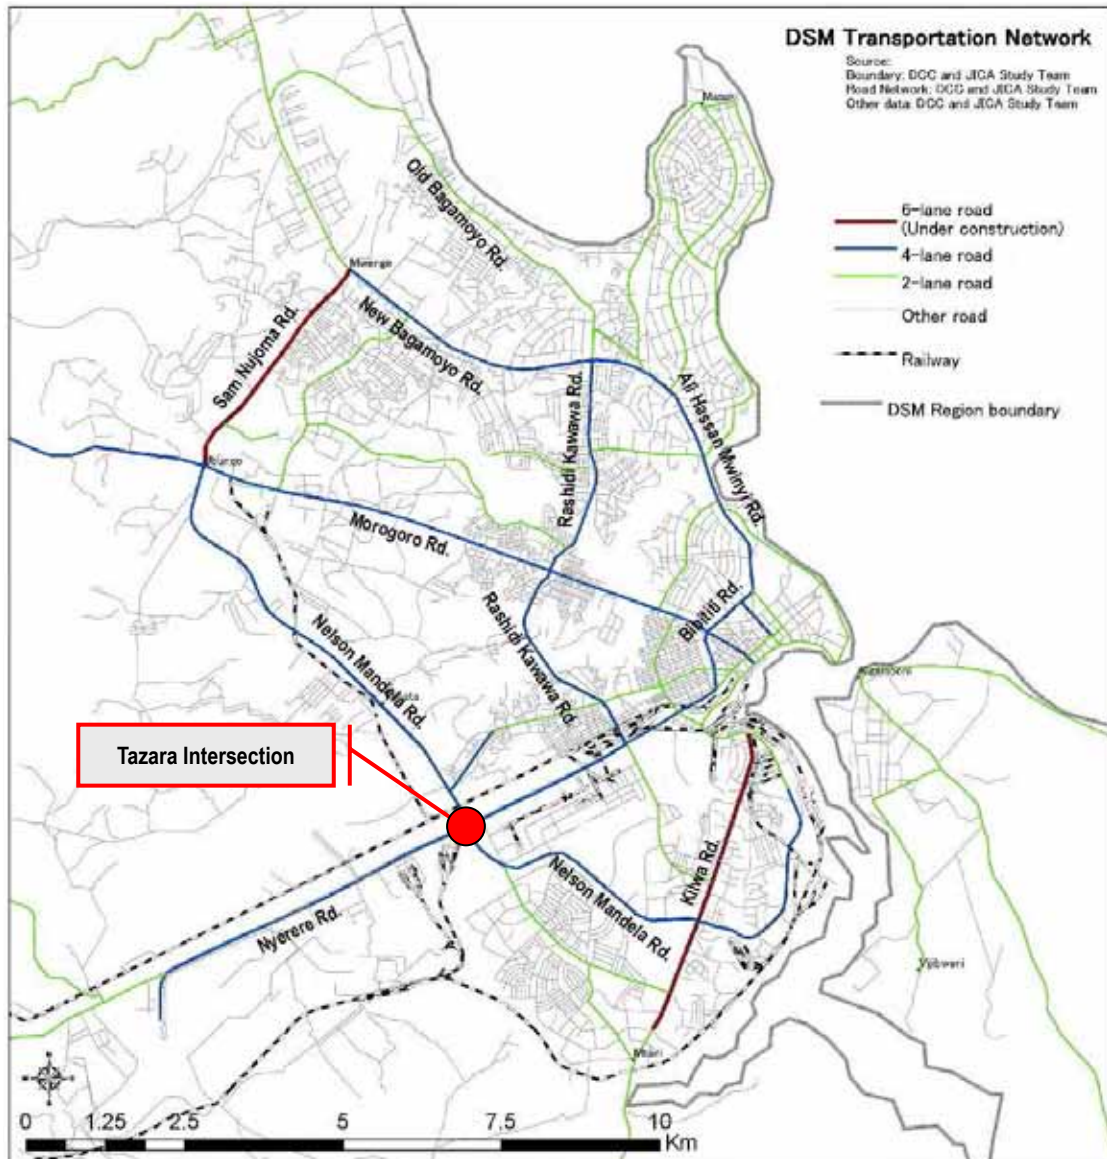 DSM Transportation Network
Source:
Boundary: DCC and JICA Study Team
Road Network: DCC and JICA Study Team
Other data: DCC and JICA Study Team
6-lane road
(Under construction)
4-lane road
2-lane road
Other road
Railway
DSM Region boundary
Old Bagamoyo Rd.
Mwenge
Sam Nujoma Rd.
New Bagamoyo Rd.
Rashidi Kawawa Rd.
Ali Hassan Mwinyi Rd.
Morogoro Rd.
Bibititi Rd.
Rashidi Kawawa Rd.
Nelson Mandela Rd.
Tazara Intersection
Kilwa Rd.
Nelson Mandela Rd.
Nyerere Rd.
0 1.25 2.5 5 7.5 10
Km